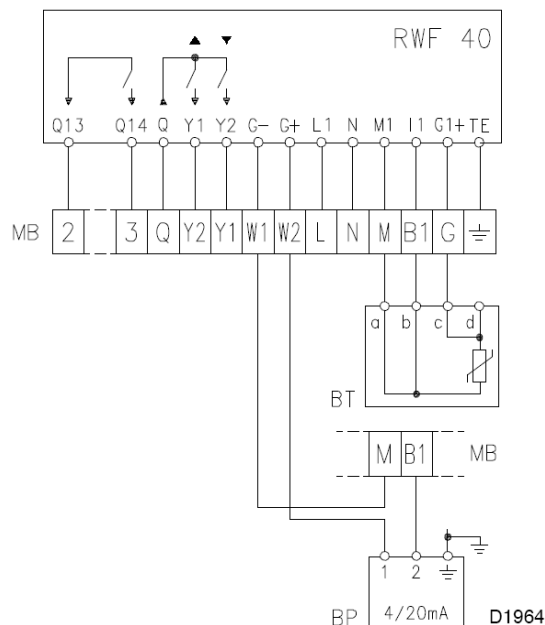 RWF 40
Q13 Q14 Q Y1 Y2 G- G+ L1 N M1 I1 G1+ TE
MB 2 3 Q Y2 Y1 W1 W2 L N M B1 G
a b c d
BT
M B1 MB
1 2
BP 4/20mA D1964